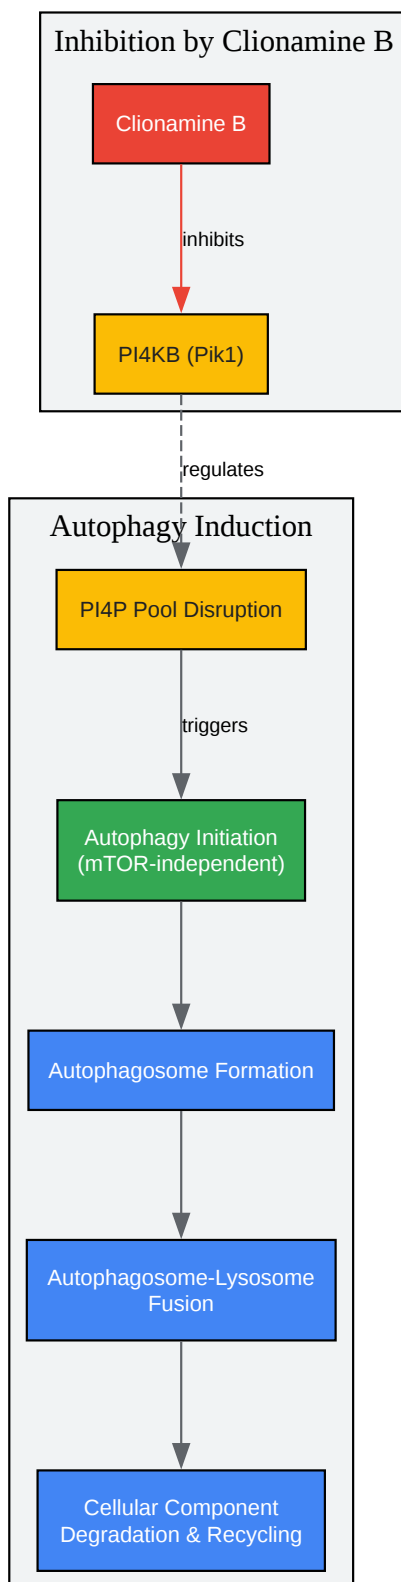 Inhibition by Clionamine B
Clionamine B
inhibits
PI4KB (Pik1)
regulates
Autophagy Induction
PI4P Pool Disruption
triggers
Autophagy Initiation
(mTOR-independent)
Autophagosome Formation
Autophagosome-Lysosome
Fusion
Cellular Component
Degradation & Recycling